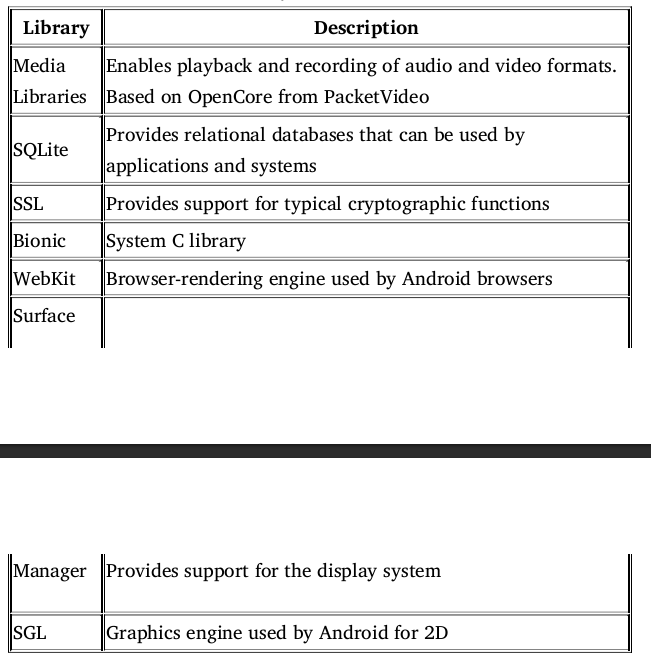 Library Description
Media Enables playback and recording of audio and video formats.
Libraries Based on OpenCore from PacketVideo
SQLite Provides relational databases that can be used by
applications and systems
SSL Provides support for typical cryptographic functions
Bionic System C library
WebKit Browser-rendering engine used by Android browsers
Surface
Manager Provides support for the display system
SGL Graphics engine used by Android for 2D